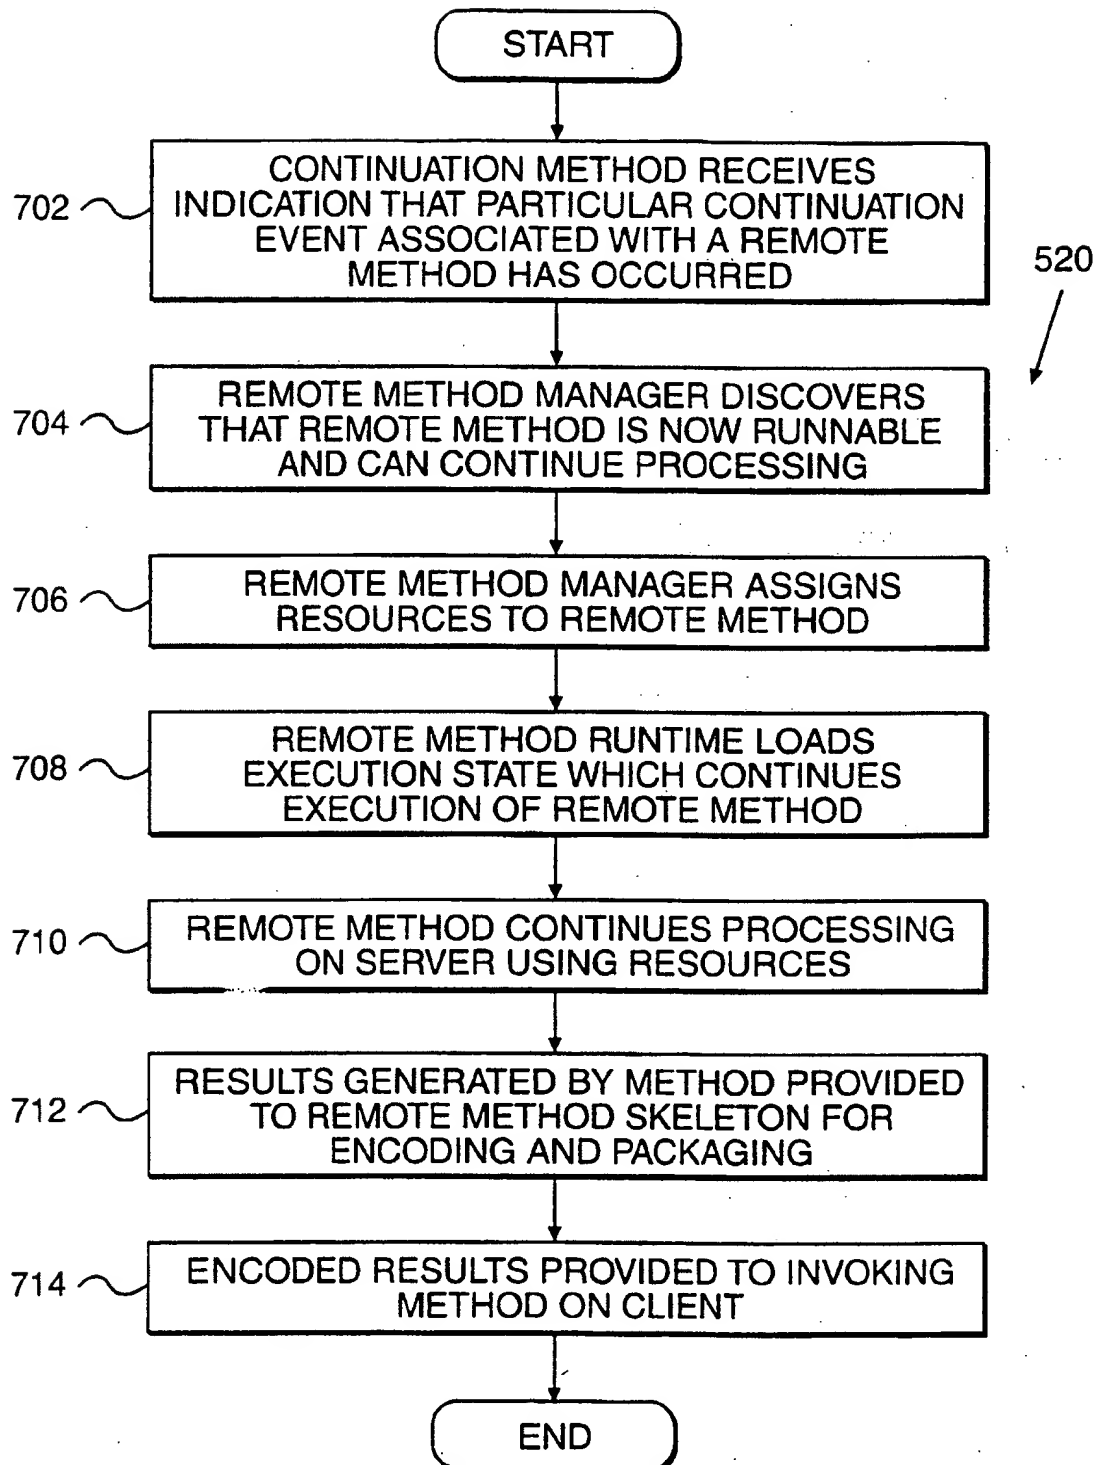 START
702
CONTINUATION METHOD RECEIVES
INDICATION THAT PARTICULAR CONTINUATION
EVENT ASSOCIATED WITH A REMOTE
METHOD HAS OCCURRED
520
704
REMOTE METHOD MANAGER DISCOVERS
THAT REMOTE METHOD IS NOW RUNNABLE
AND CAN CONTINUE PROCESSING
706
REMOTE METHOD MANAGER ASSIGNS
RESOURCES TO REMOTE METHOD
708
REMOTE METHOD RUNTIME LOADS
EXECUTION STATE WHICH CONTINUES
EXECUTION OF REMOTE METHOD
710
REMOTE METHOD CONTINUES PROCESSING
ON SERVER USING RESOURCES
712
RESULTS GENERATED BY METHOD PROVIDED
TO REMOTE METHOD SKELETON FOR
ENCODING AND PACKAGING
714
ENCODED RESULTS PROVIDED TO INVOKING
METHOD ON CLIENT
END